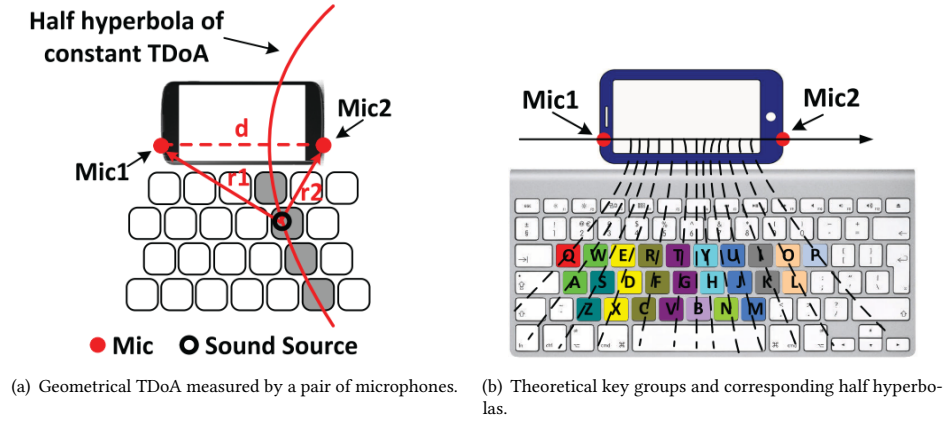 Half hyperbola of
constant TDoA
Mic2
d
Mic1
r1
r2
Mic
Sound Source
(a) Geometrical TDoA measured by a pair of microphones.
Mic1
Mic2
Q W E R T Y U I O P
A S D F G H J K L
Z X C V B N M
(b) Theoretical key groups and corresponding half hyperbo-
las.